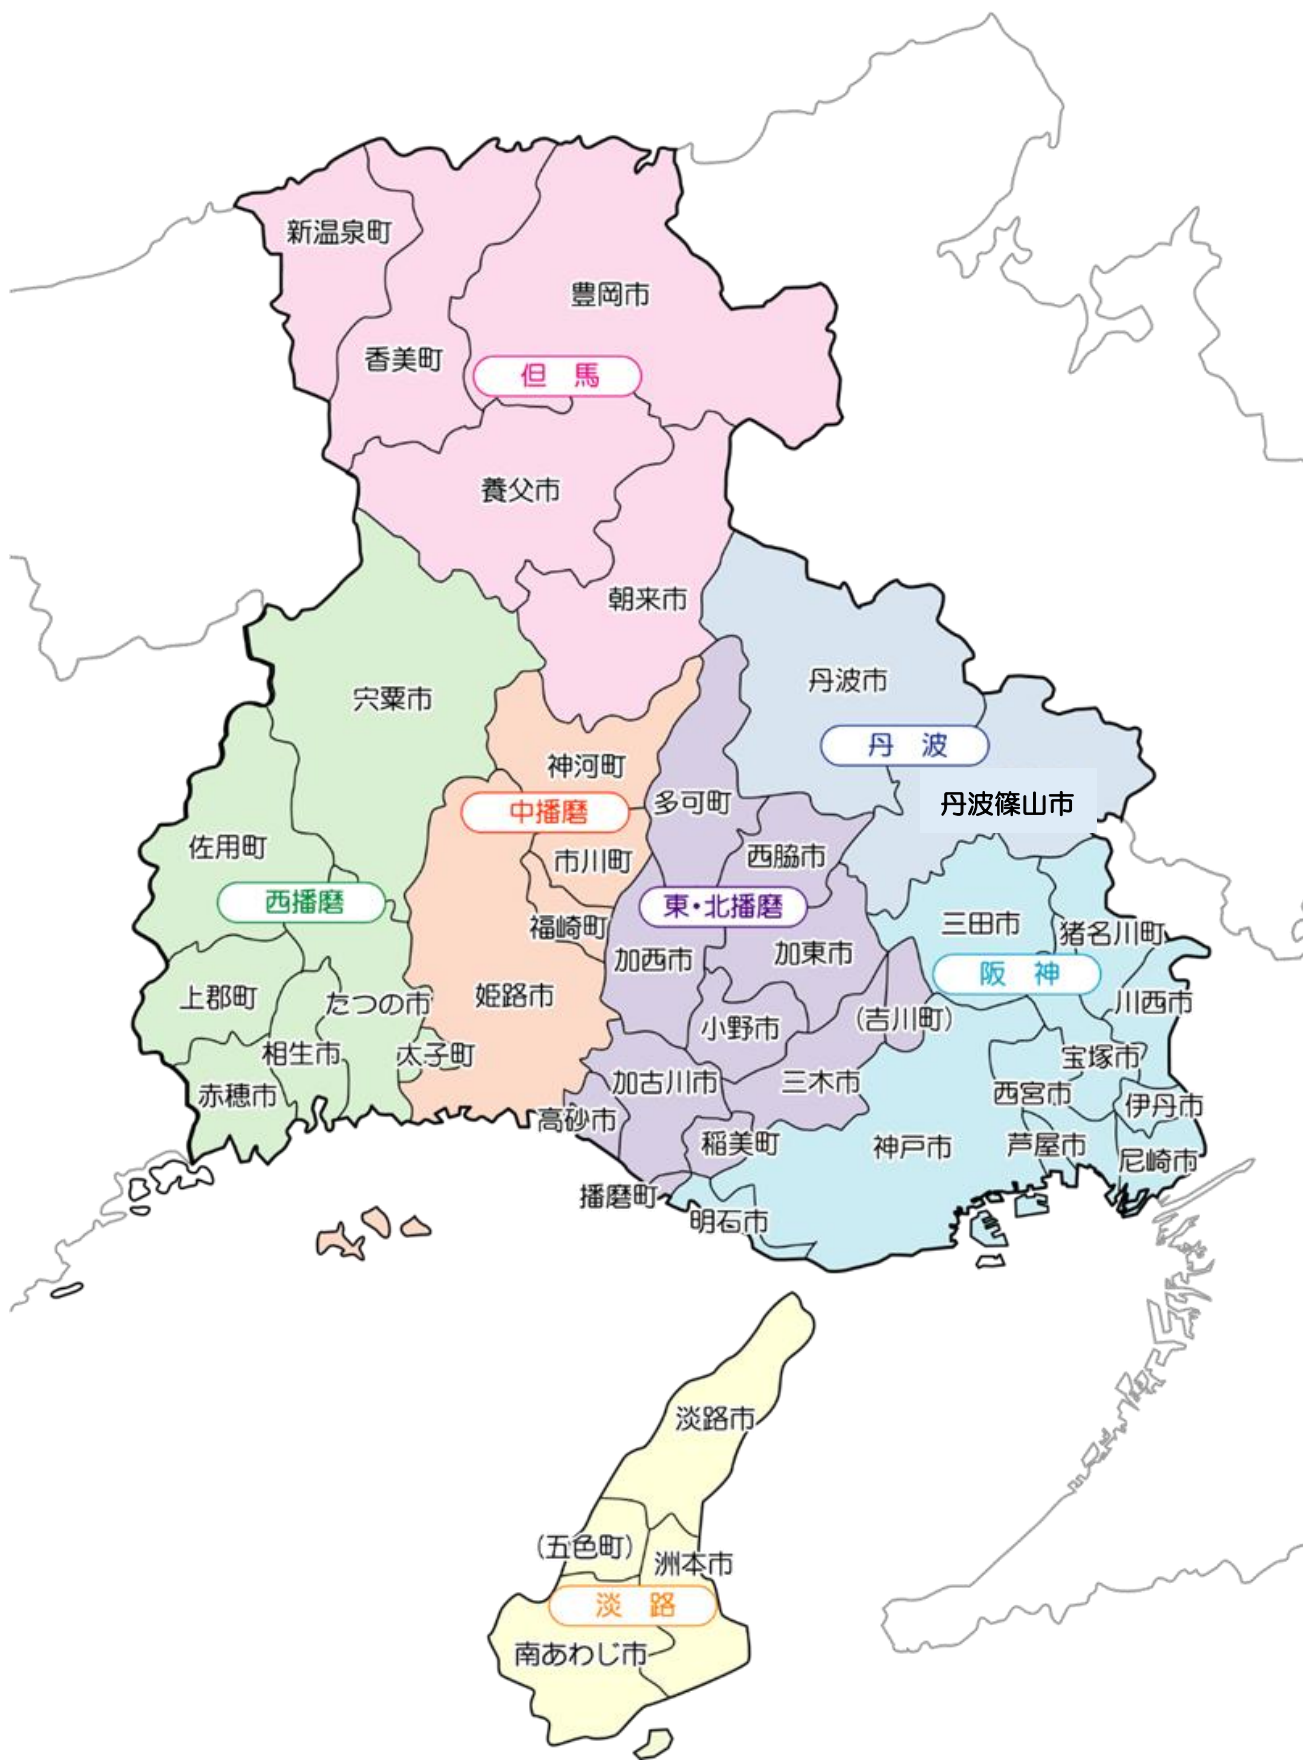 新温泉町
豊岡市
香美町
但　馬
養父市
朝来市
丹波市
宍粟市
丹　波
神河町
多可町
丹波篠山市
中播磨
佐用町
市川町
西脇市
西播磨
東・北播磨
福崎町
三田市
猪名川町
加西市
加東市
阪　神
上郡町
たつの市
姫路市
川西市
小野市
(吉川町)
相生市
太子町
宝塚市
赤穂市
加古川市
三木市
西宮市
伊丹市
高砂市
稲美町
神戸市
芦屋市
尼崎市
播磨町
明石市
淡路市
(五色町)
洲本市
淡　路
南あわじ市